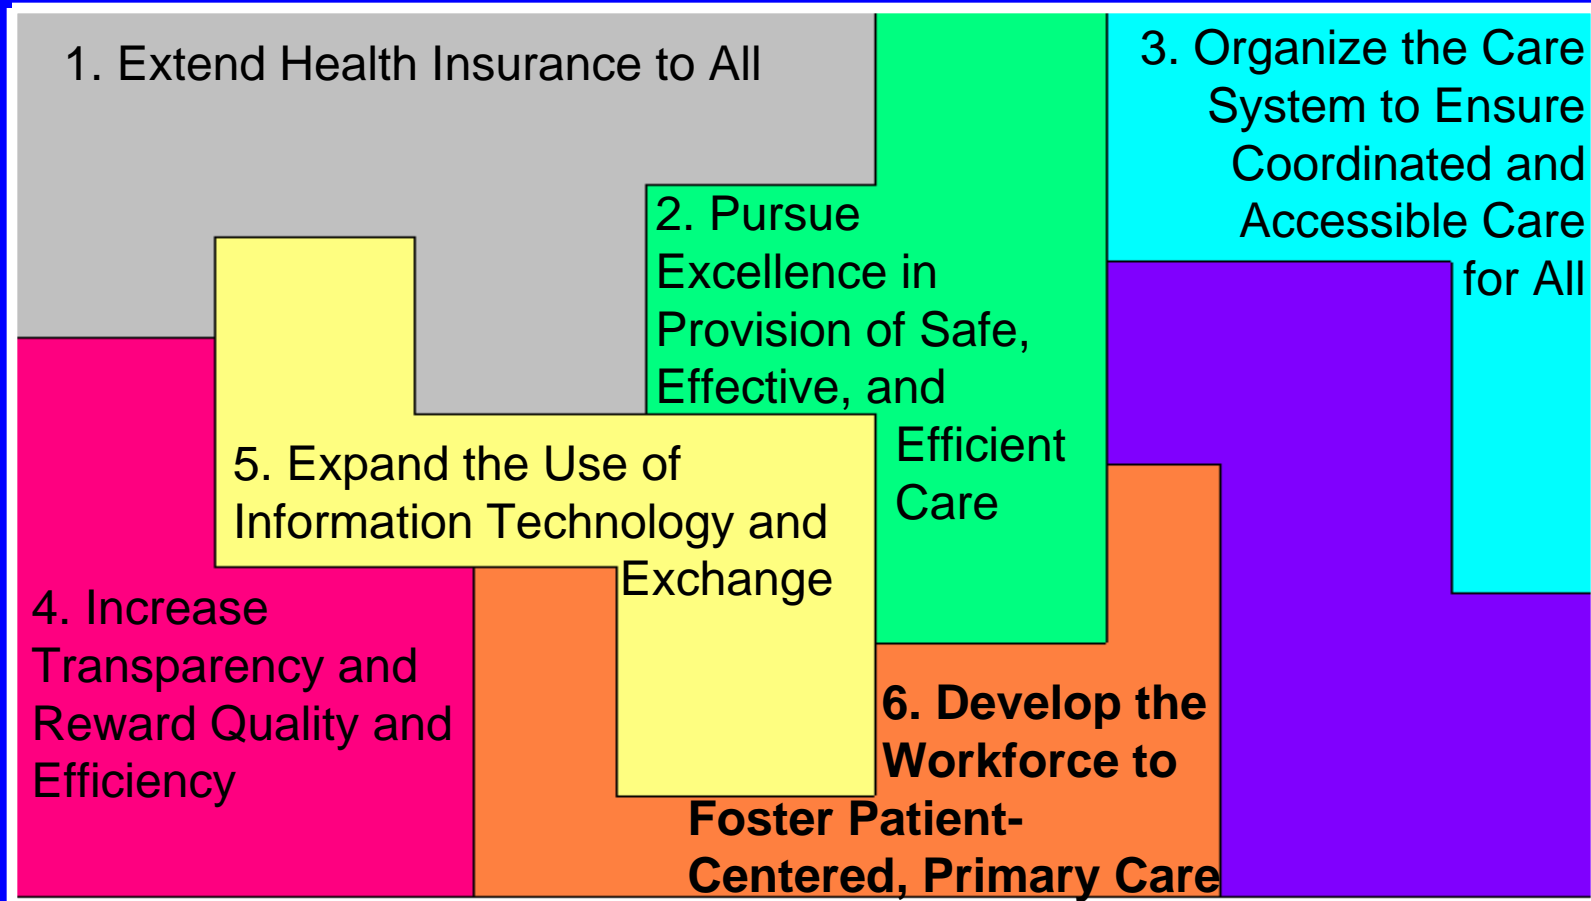 1. Extend Health Insurance to All
2. Pursue
Excellence in
Provision of Safe,
Effective, and
Efficient
Care
3. Organize the Care
System to Ensure
Coordinated and
Accessible Care
for All
4. Increase
Transparency and
Reward Quality and
Efficiency
5. Expand the Use of
Information Technology and
Exchange
6. Develop the
Workforce to
Foster Patient-
Centered, Primary Care